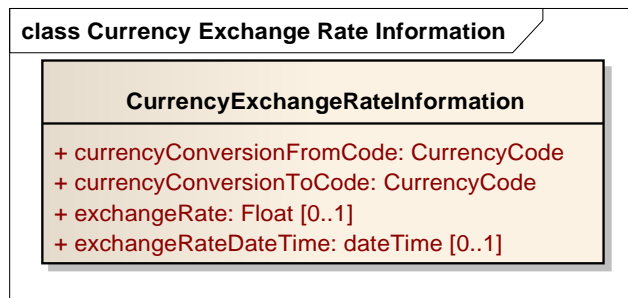 class Currency Exchange Rate Information
CurrencyExchangeRateInformation
+ currencyConversionFromCode: CurrencyCode
+ currencyConversionToCode: CurrencyCode
+ exchangeRate: Float [0..1]
+ exchangeRateDateTime: dateTime [0..1]